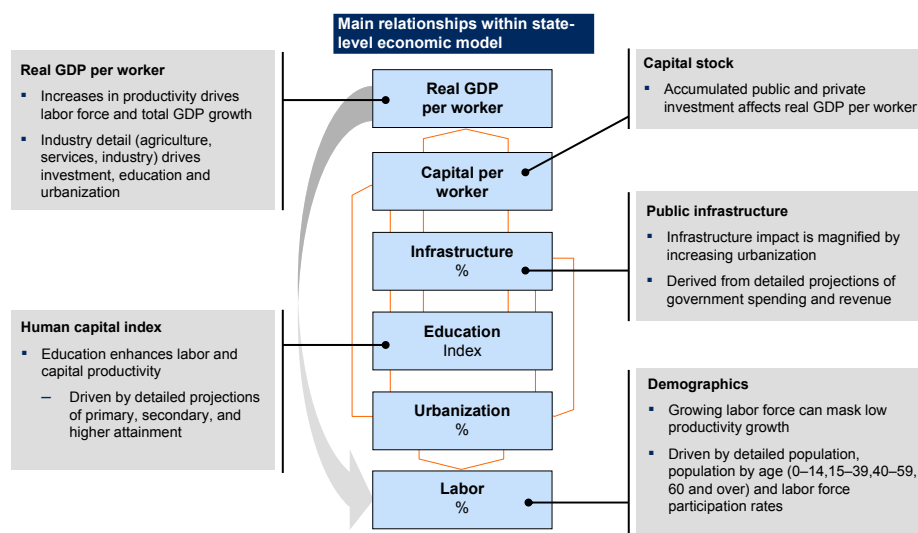 Main relationships within state-
level economic model
Real GDP per worker
▪ Increases in productivity drives
labor force and total GDP growth
▪ Industry detail (agriculture,
services, industry) drives
investment, education and
urbanization
Human capital index
▪ Education enhances labor and
capital productivity
– Driven by detailed projections
of primary, secondary, and
higher attainment
Real GDP
per worker
Capital per
worker
Infrastructure
%
Education
Index
Urbanization
%
Labor
%
Capital stock
▪ Accumulated public and private
investment affects real GDP per worker
Public infrastructure
▪ Infrastructure impact is magnified by
increasing urbanization
▪ Derived from detailed projections of
government spending and revenue
Demographics
▪ Growing labor force can mask low
productivity growth
▪ Driven by detailed population,
population by age (0–14,15–39,40–59,
60 and over) and labor force
participation rates